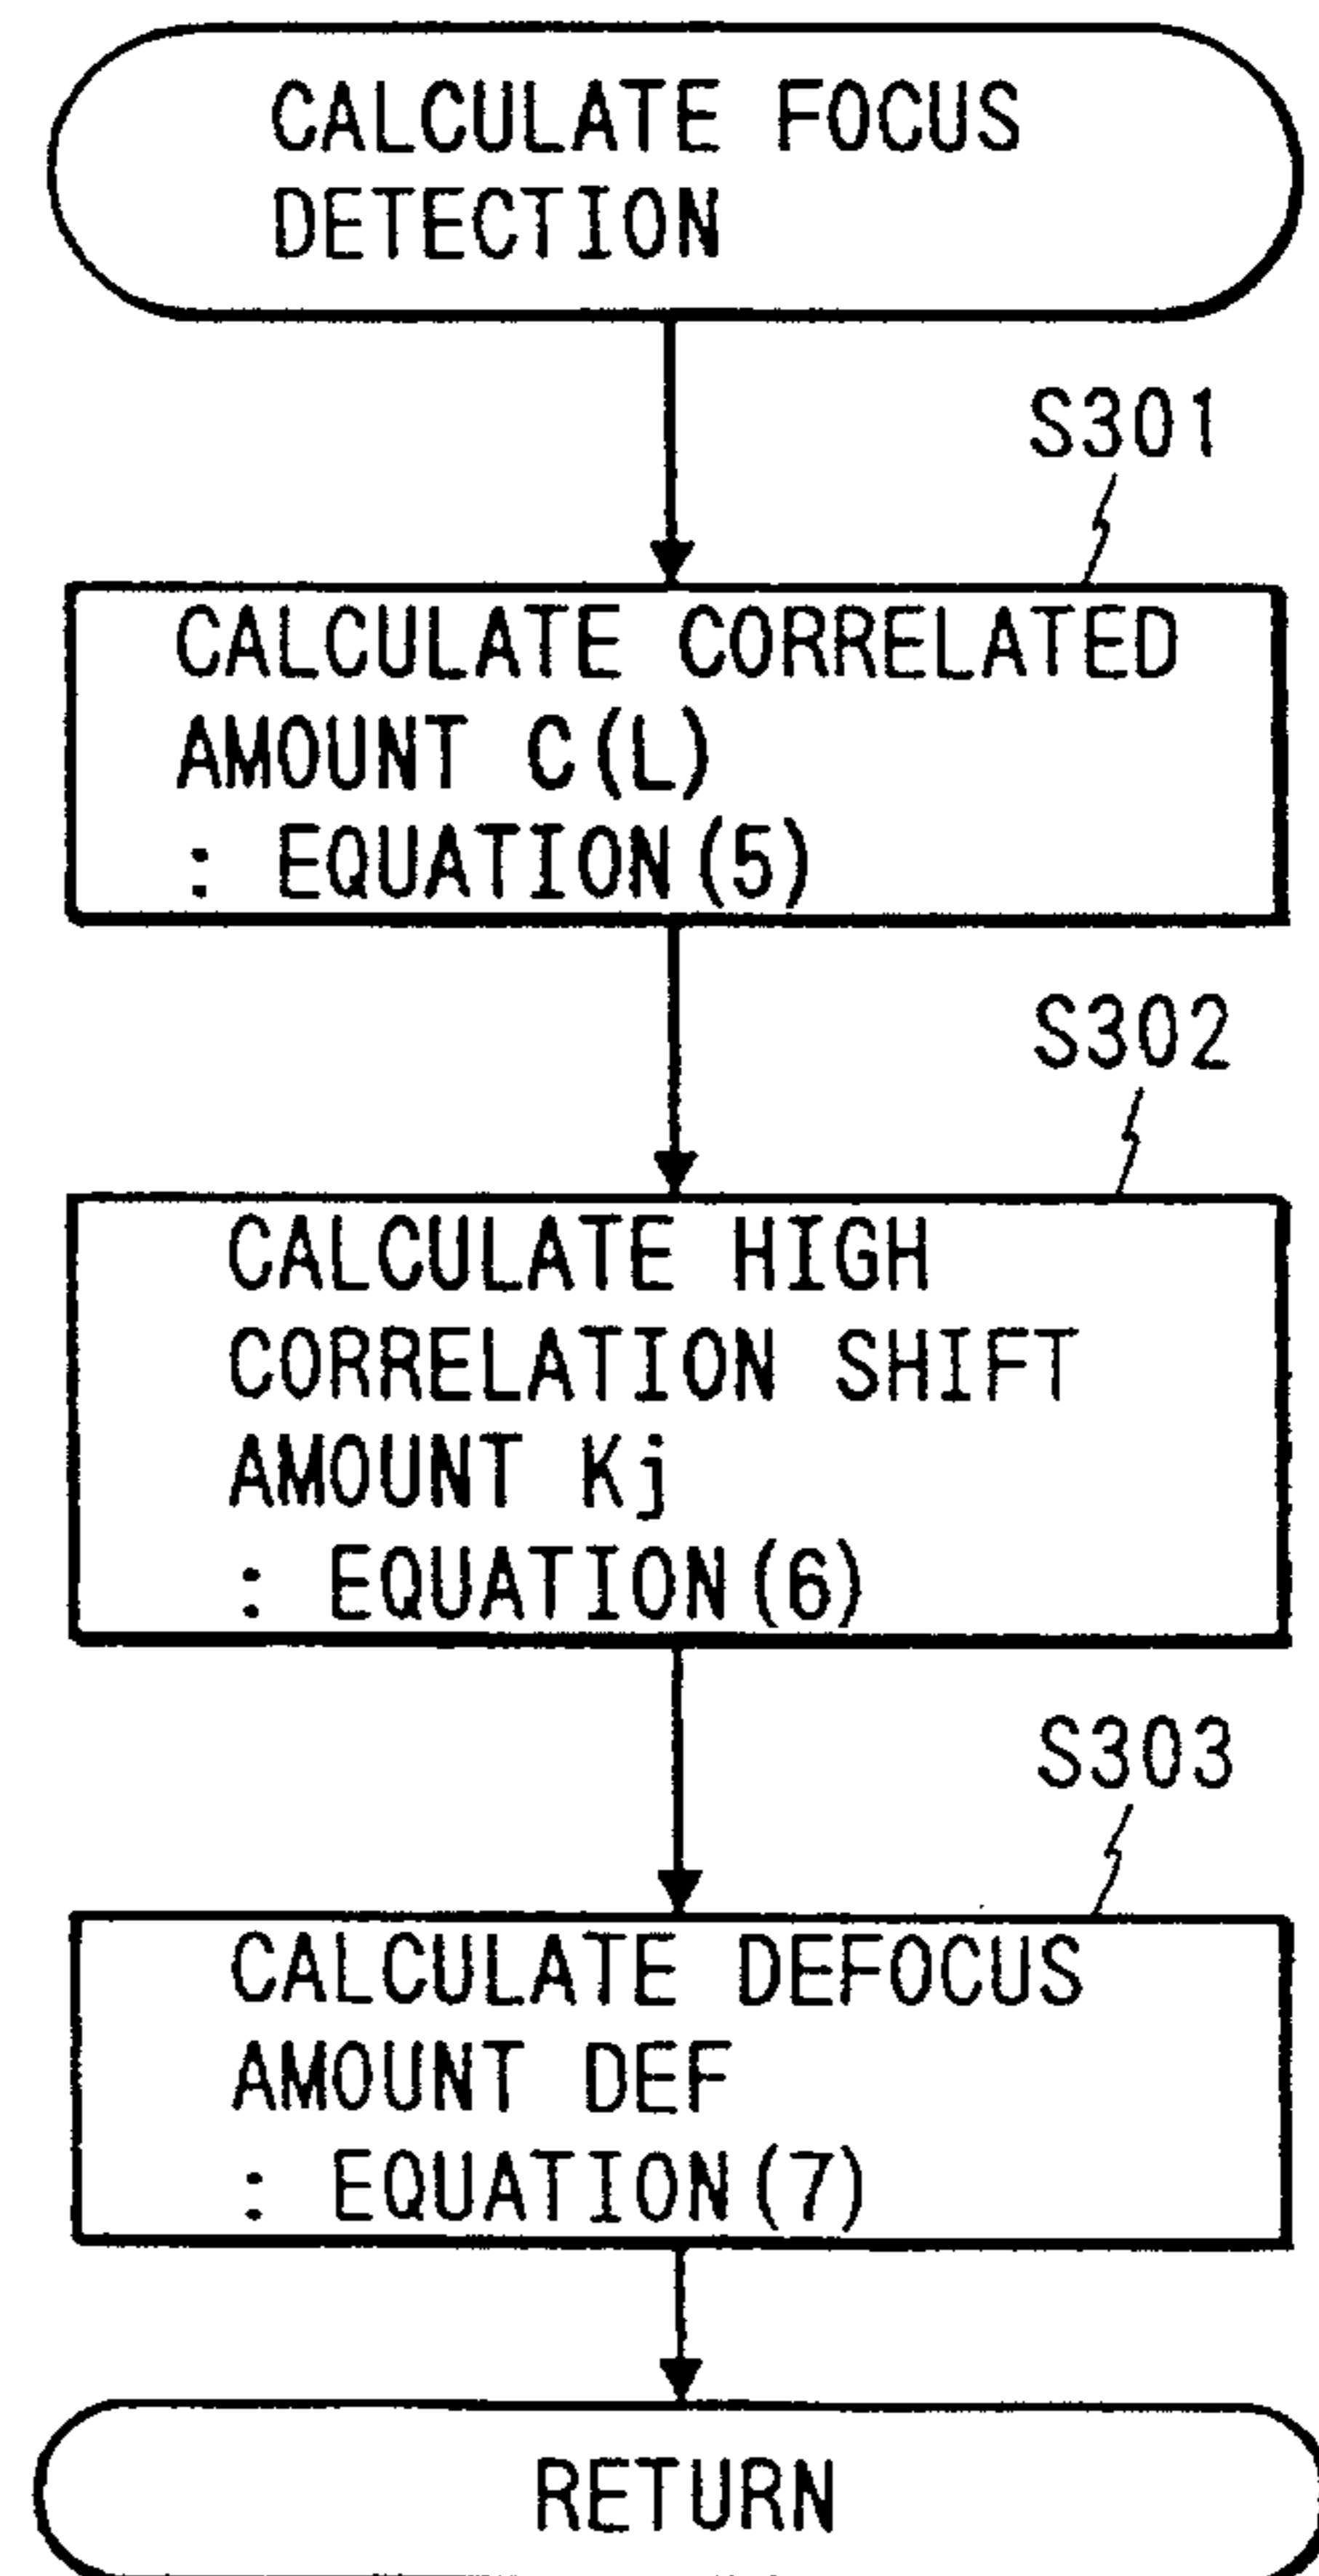 CALCULATE FOCUS
DETECTION
S301
CALCULATE CORRELATED
AMOUNT C(L)
: EQUATION(5)
S302
CALCULATE HIGH
CORRELATION SHIFT
AMOUNT Kj
: EQUATION(6)
S303
CALCULATE DEFOCUS
AMOUNT DEF
: EQUATION(7)
RETURN